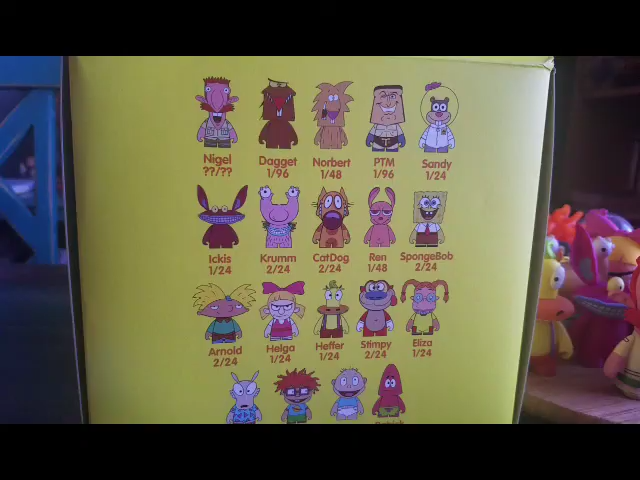 Nigel Dagget Norbert PTM Sandy
??/?? 1/96 1/48 1/96 1/24
Ickis Krumm CatDog Ren SpongeBob
1/24 2/24 2/24 1/48 2/24
Arnold Helga Heffer Stimpy Eliza
2/24 1/24 1/24 2/24 1/24